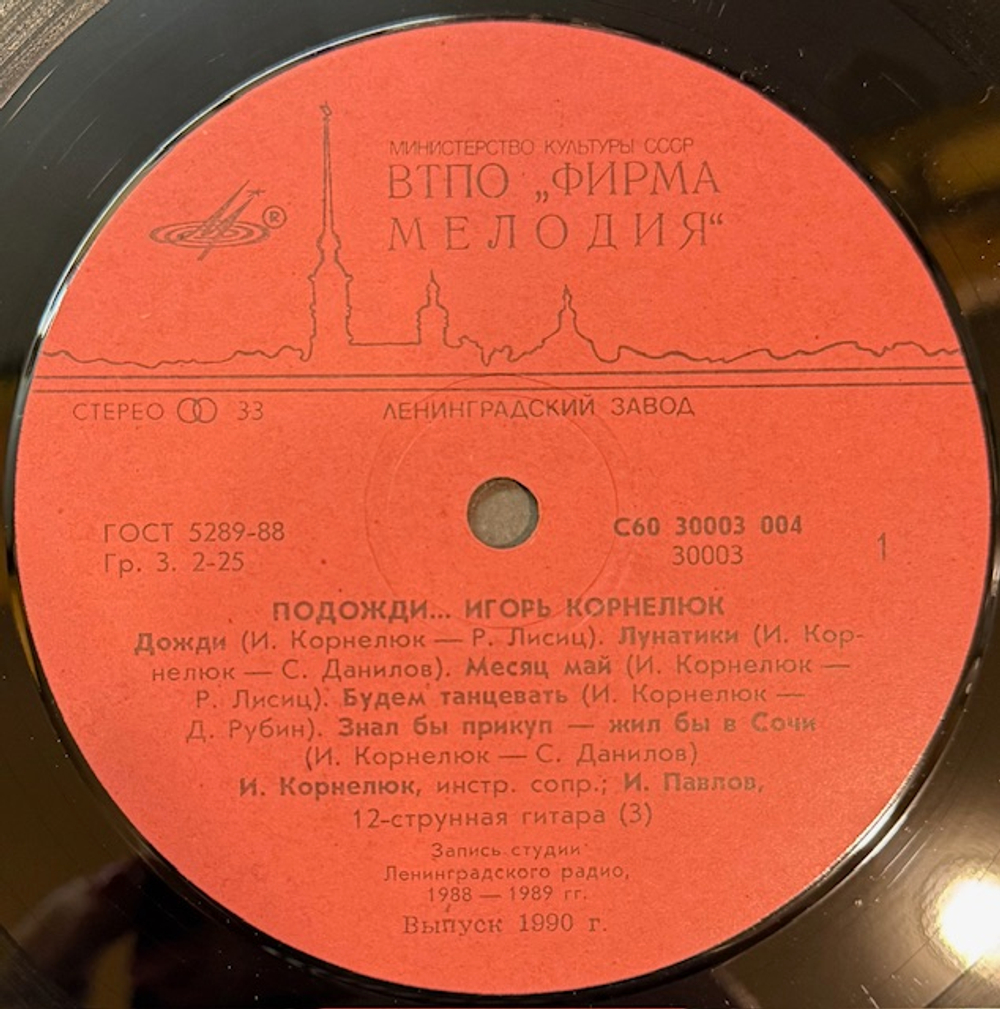 МИНИСТЕРСТВО КУЛЬТУРЫ СССР
ВТПО „ФИРМА
МЕЛОДИЯ“
®
СТЕРЕО 33
ЛЕНИНГРАДСКИЙ ЗАВОД
ГОСТ 5289-88
Гр. 3. 2-25
С60 30003 004
30003
1
ПОДОЖДИ... ИГОРЬ КОРНЕЛЮК
Дожди (И. Корнелюк — Р. Лисиц). Лунатики (И. Кор-
нелюк — С. Данилов). Месяц май (И. Корнелюк —
Р. Лисиц). Будем танцевать (И. Корнелюк —
Д. Рубин). Знал бы прикуп — жил бы в Сочи
(И. Корнелюк — С. Данилов)
И. Корнелюк, инстр. сопр.; И. Павлов,
12-струнная гитара (3)
Запись студии
Ленинградского радио,
1988 — 1989 гг.
Выпуск 1990 г.